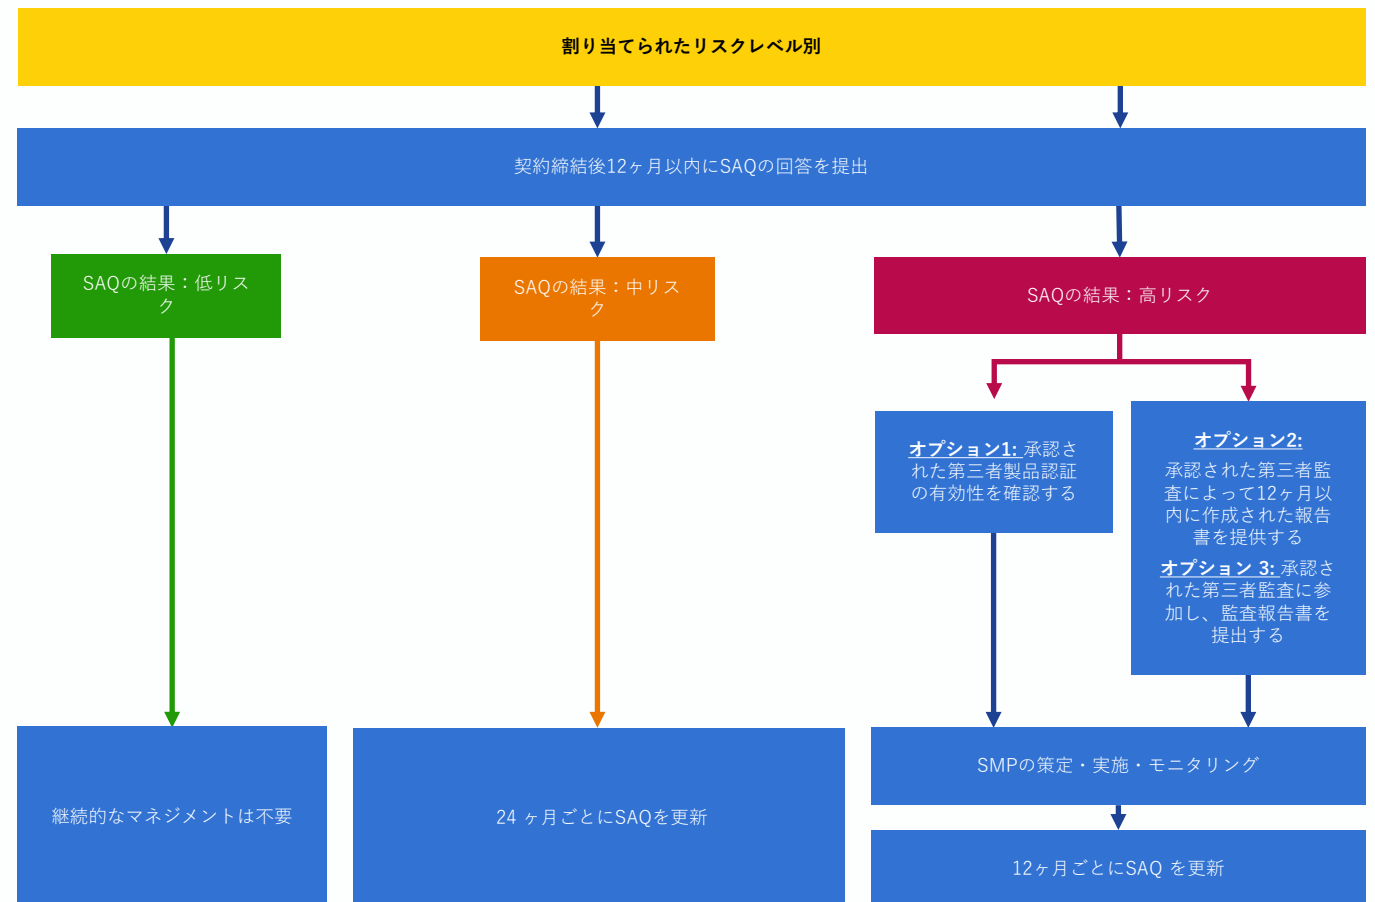 割り当てられたリスクレベル別
契約締結後12ヶ月以内にSAQの回答を提出
SAQの結果：低リス
ク
SAQの結果：中リス
ク
SAQの結果：高リスク
オプション1: 承認さ
れた第三者製品認証
の有効性を確認する
オプション2:
承認された第三者監
査によって12ヶ月以
内に作成された報告
書を提供する
オプション 3: 承認さ
れた第三者監査に参
加し、監査報告書を
提出する
継続的なマネジメントは不要
24 ヶ月ごとにSAQを更新
SMPの策定・実施・モニタリング
12ヶ月ごとにSAQ を更新